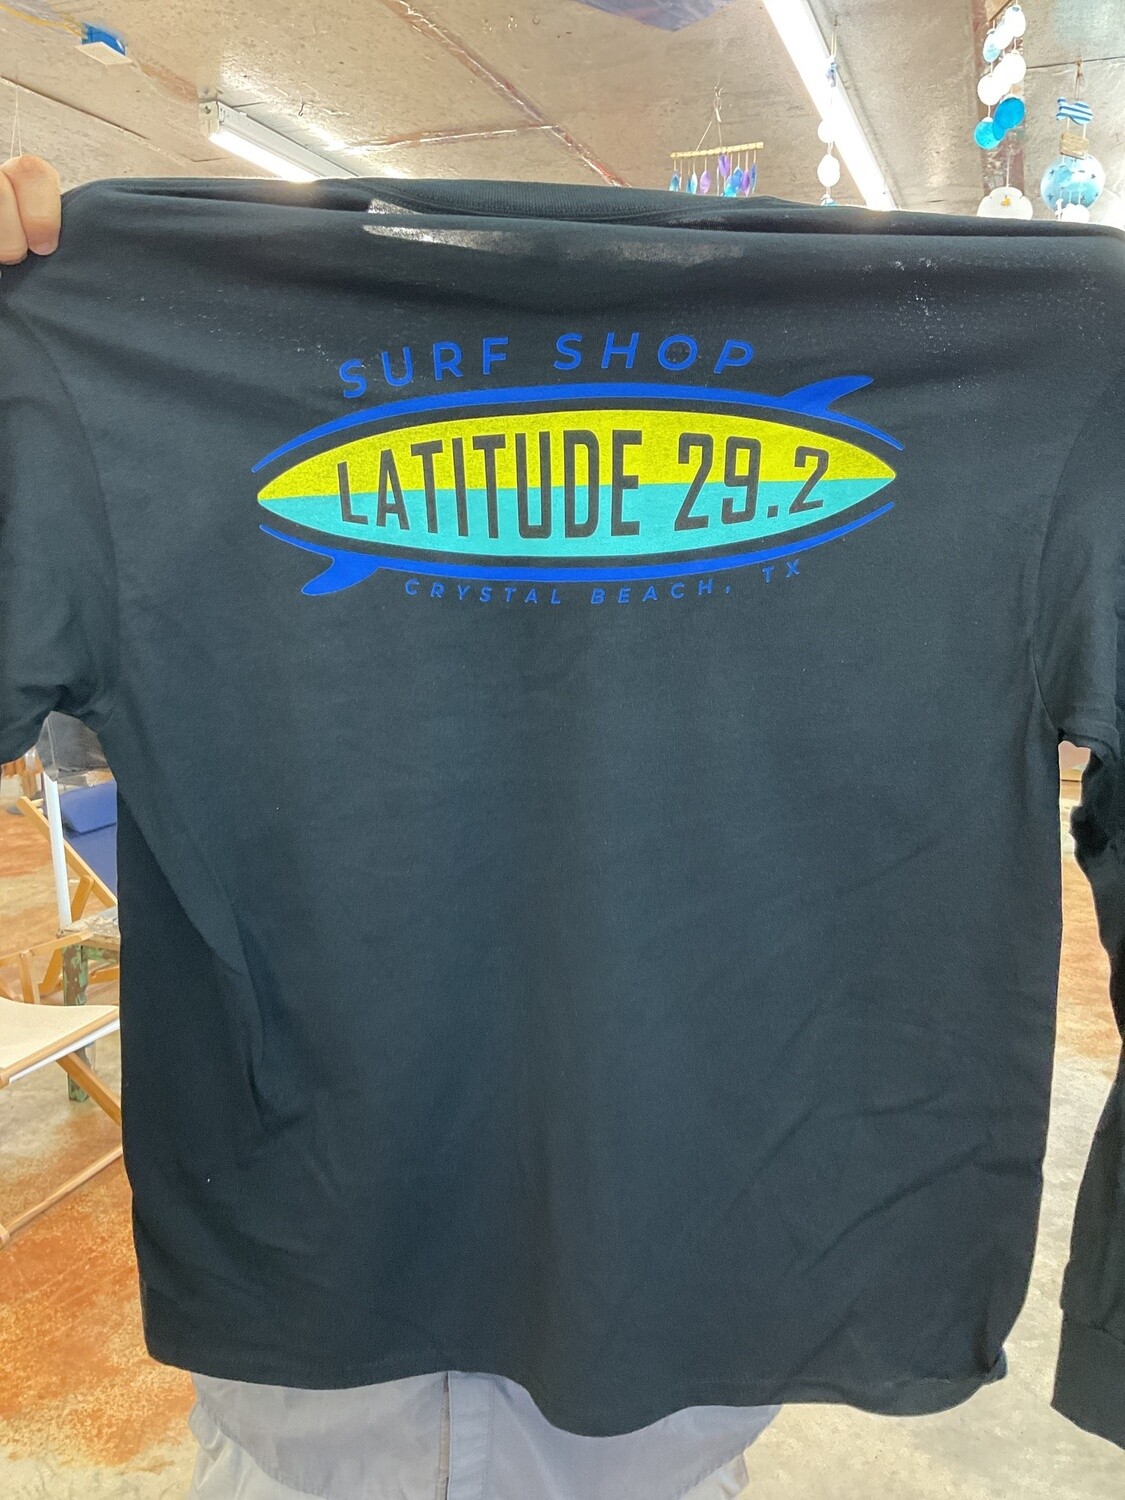 SURF SHOP
LATITUDE 29.2
CRYSTAL BEACH, TX